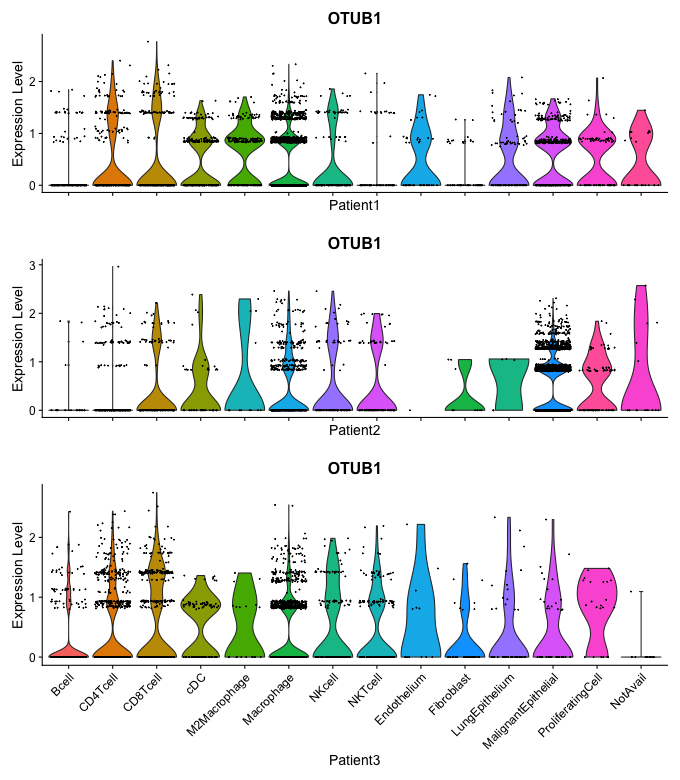 OTUB1
Expression Level
2
1
0
Patient1
OTUB1
Expression Level
3
2
1
0
Patient2
OTUB1
Expression Level
2
1
0
Bcell
CD4Tcell
CD8Tcell
cDC
M2Macrophage
Macrophage
NKcell
NKTcell
Endothelium
Fibroblast
LungEpithelium
MalignantEpithelial
ProliferatingCell
NotAvail
Patient3